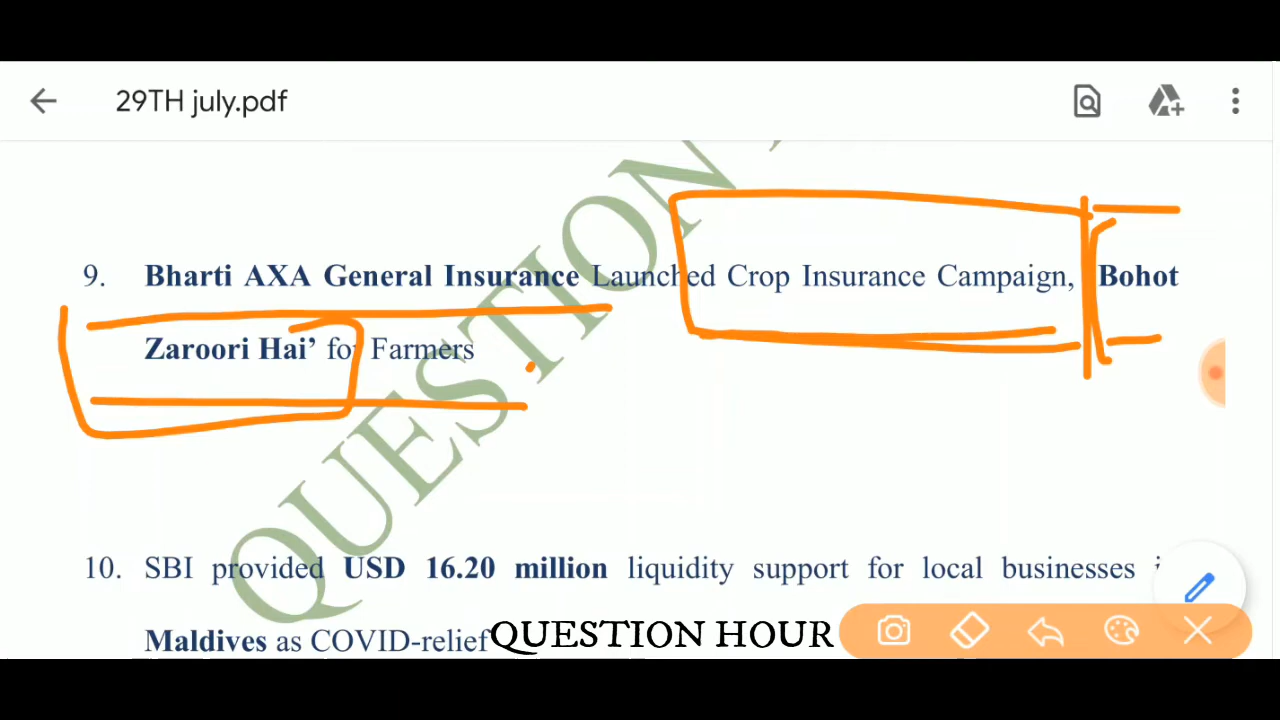 29TH july.pdf
QUESTION
9. Bharti AXA General Insurance Launched Crop Insurance Campaign, Bohot
Zaroori Hai’ for Farmers
10. SBI provided USD 16.20 million liquidity support for local businesses
Maldives as COVID-relief
QUESTION HOUR